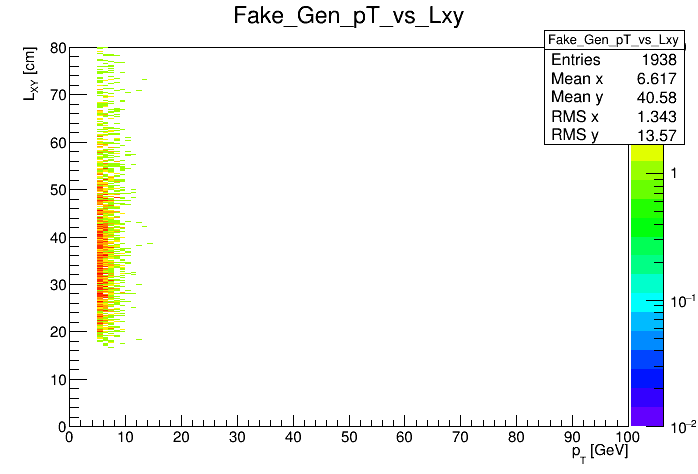 Fake_Gen_pT_vs_Lxy
Fake_Gen_pT_vs_Lxy
Entries 1938
Mean x 6.617
Mean y 40.58
RMS x 1.343
RMS y 13.57
L_XY [cm]
80
70
60
50
40
30
20
10
0
1
10^-1
10^-2
0 10 20 30 40 50 60 70 80 90 100
p_T [GeV]